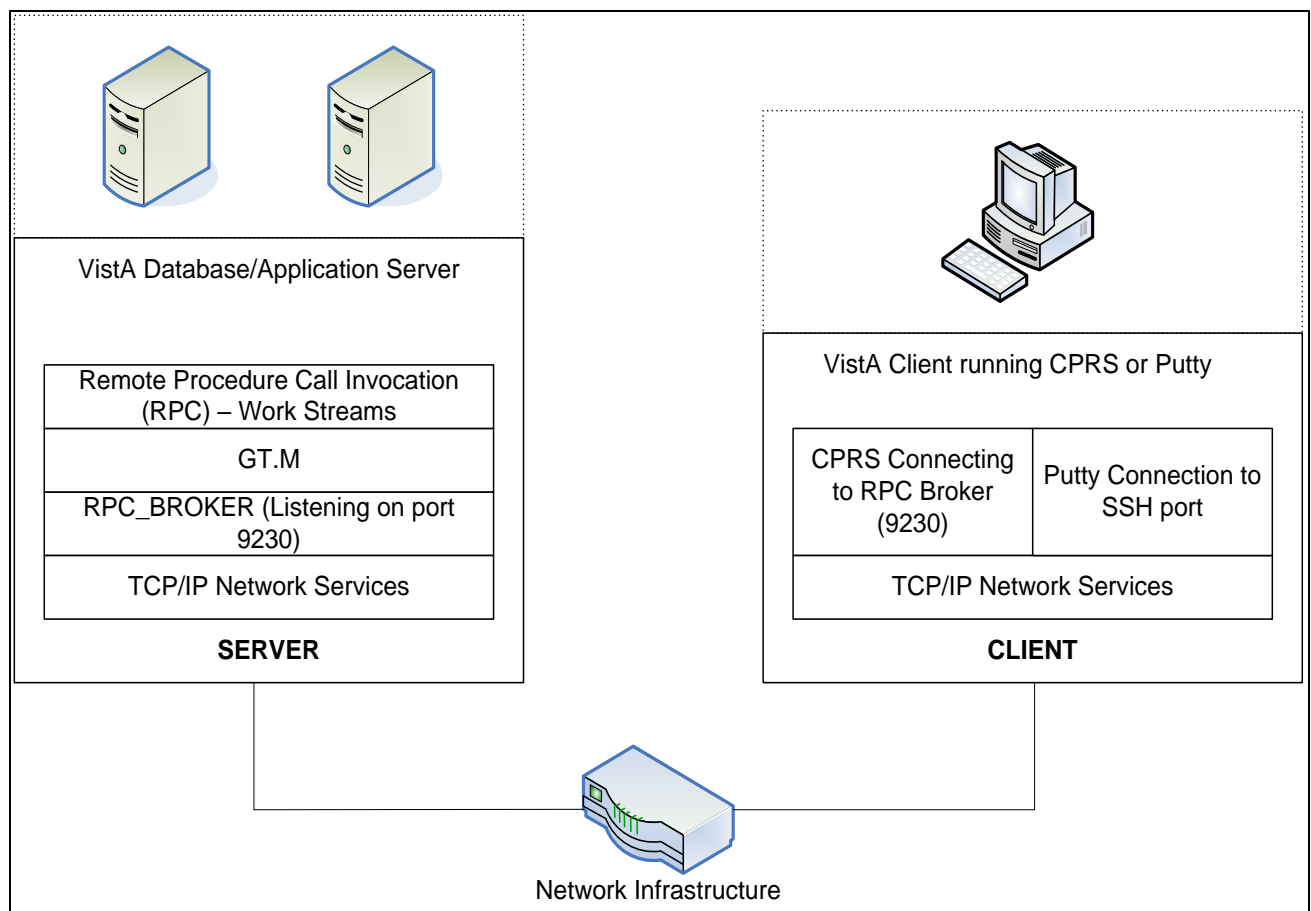 VistA Database/Application Server
Remote Procedure Call Invocation
(RPC) – Work Streams
GT.M
RPC_BROKER (Listening on port
9230)
TCP/IP Network Services
SERVER
VistA Client running CPRS or Putty
CPRS Connecting
to RPC Broker
(9230)
Putty Connection to
SSH port
TCP/IP Network Services
CLIENT
Network Infrastructure